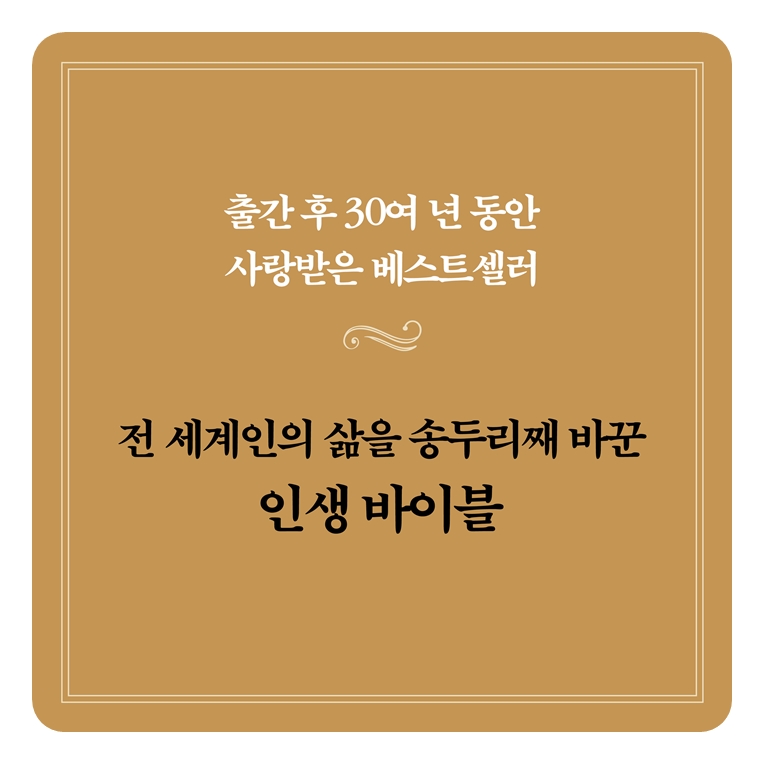 출간 후 30여 년 동안
사랑받은 베스트셀러
전 세계인의 삶을 송두리째 바꾼
인생 바이블